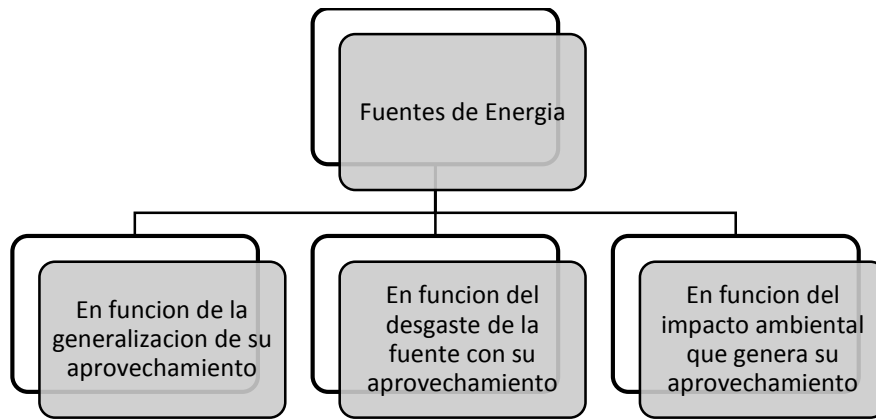 Fuentes de Energia
En funcion de la
generalizacion de su
aprovechamiento
En funcion del
desgaste de la
fuente con su
aprovechamiento
En funcion del
impacto ambiental
que genera su
aprovechamiento